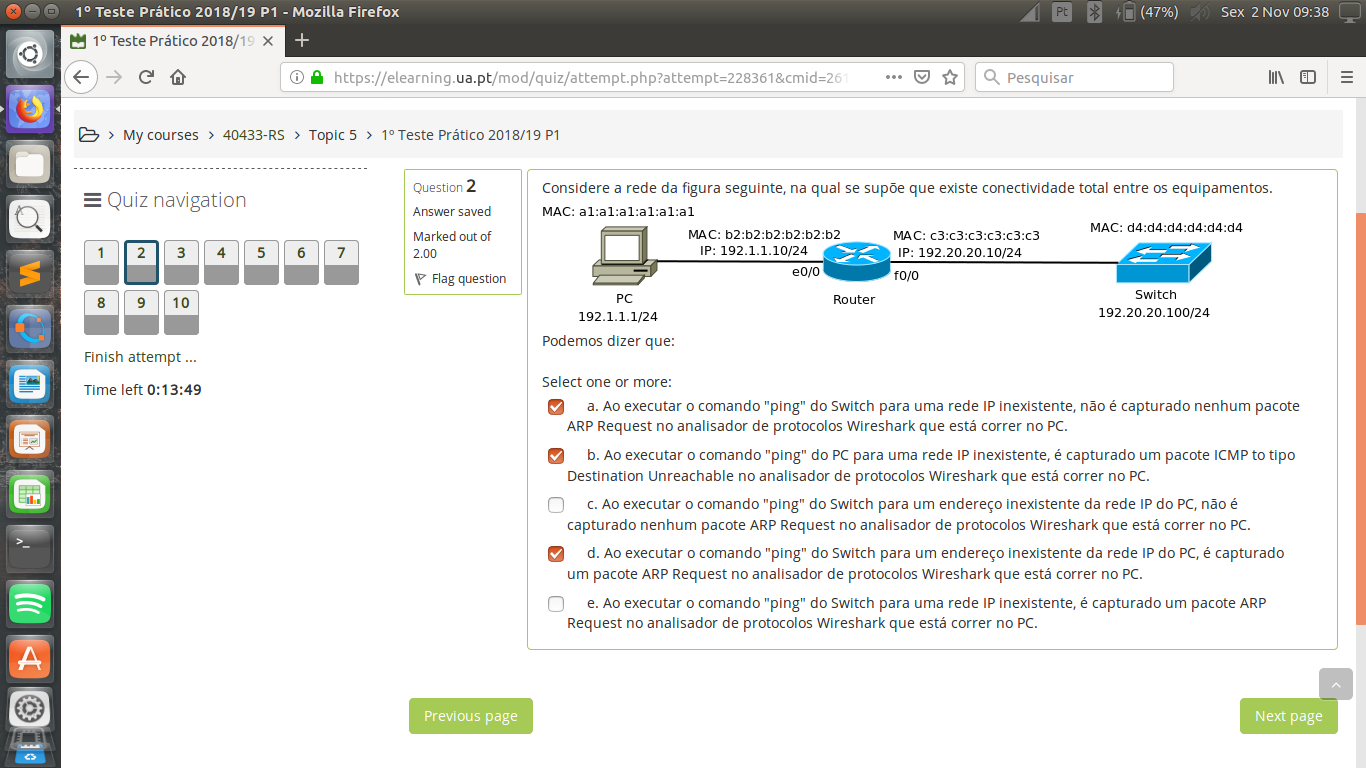 1º Teste Prático 2018/19 P1 - Mozilla Firefox
Pt
(47%)
Sex 2 Nov 09:38
1º Teste Prático 2018/19
https://elearning.ua.pt/mod/quiz/attempt.php?attempt=228361&cmid=261
Pesquisar
My courses
40433-RS
Topic 5
1º Teste Prático 2018/19 P1
Quiz navigation
1 2 3 4 5 6 7
8 9 10
Finish attempt ...
Time left 0:13:49
Question 2
Answer saved
Marked out of
2.00
Flag question
Considere a rede da figura seguinte, na qual se supõe que existe conectividade total entre os equipamentos.
MAC: a1:a1:a1:a1:a1:a1
MAC: b2:b2:b2:b2:b2:b2
IP: 192.1.1.10/24
e0/0
MAC: c3:c3:c3:c3:c3:c3
IP: 192.20.20.10/24
f0/0
MAC: d4:d4:d4:d4:d4:d4
PC
192.1.1.1/24
Router
Switch
192.20.20.100/24
Podemos dizer que:
Select one or more:
a. Ao executar o comando "ping" do Switch para uma rede IP inexistente, não é capturado nenhum pacote
ARP Request no analisador de protocolos Wireshark que está correr no PC.
b. Ao executar o comando "ping" do PC para uma rede IP inexistente, é capturado um pacote ICMP to tipo
Destination Unreachable no analisador de protocolos Wireshark que está correr no PC.
c. Ao executar o comando "ping" do Switch para um endereço inexistente da rede IP do PC, não é
capturado nenhum pacote ARP Request no analisador de protocolos Wireshark que está correr no PC.
d. Ao executar o comando "ping" do Switch para um endereço inexistente da rede IP do PC, é capturado
um pacote ARP Request no analisador de protocolos Wireshark que está correr no PC.
e. Ao executar o comando "ping" do Switch para uma rede IP inexistente, é capturado um pacote ARP
Request no analisador de protocolos Wireshark que está correr no PC.
Previous page
Next page